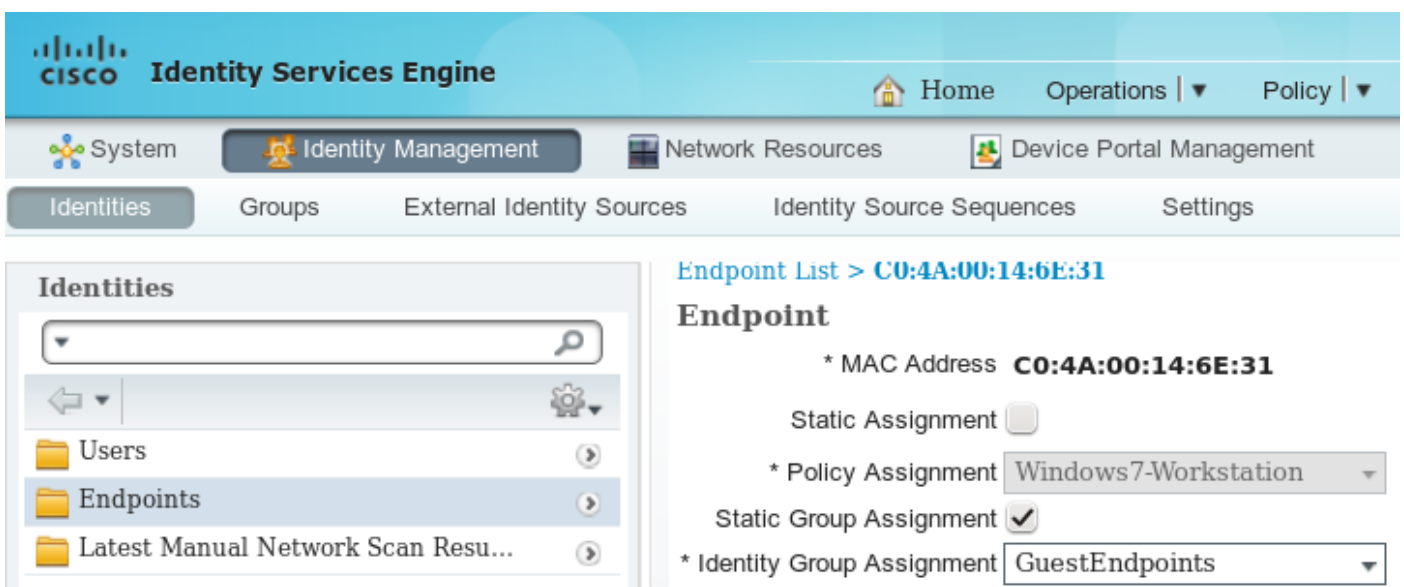 CISCO Identity Services Engine
Home Operations Policy
System Identity Management Network Resources Device Portal Management
Identities Groups External Identity Sources Identity Source Sequences Settings
Identities
Users
Endpoints
Latest Manual Network Scan Resu...
Endpoint List > C0:4A:00:14:6E:31
Endpoint
* MAC Address C0:4A:00:14:6E:31
Static Assignment
* Policy Assignment Windows7-Workstation
Static Group Assignment
* Identity Group Assignment GuestEndpoints